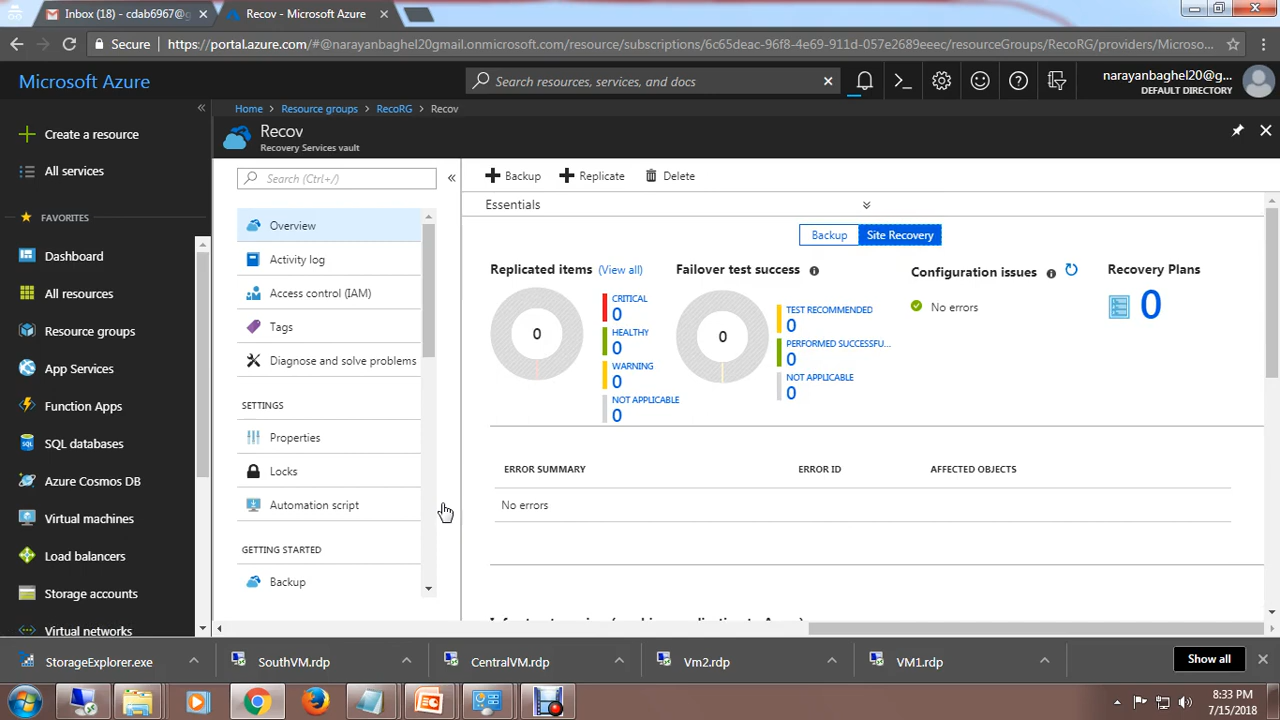 Inbox (18) - cdab6967@g
Recov - Microsoft Azure
Secure
https://portal.azure.com/#@narayanbaghel20gmail.onmicrosoft.com/resource/subscriptions/6c65deac-96f8-4e69-911d-057e2689eeec/resourceGroups/RecoRG/providers/Microso...
Microsoft Azure
Search resources, services, and docs
narayanbaghel20@g...
DEFAULT DIRECTORY
Home
Resource groups
RecoRG
Recov
Create a resource
All services
FAVORITES
Dashboard
All resources
Resource groups
App Services
Function Apps
SQL databases
Azure Cosmos DB
Virtual machines
Load balancers
Storage accounts
Virtual networks
Recov
Recovery Services vault
Search (Ctrl+/)
Overview
Activity log
Access control (IAM)
Tags
Diagnose and solve problems
SETTINGS
Properties
Locks
Automation script
GETTING STARTED
Backup
Backup
Replicate
Delete
Essentials
Backup
Site Recovery
Replicated items (View all)
0
CRITICAL
0
HEALTHY
0
WARNING
0
NOT APPLICABLE
0
Failover test success
0
TEST RECOMMENDED
0
PERFORMED SUCCESSFU...
0
NOT APPLICABLE
0
Configuration issues
No errors
Recovery Plans
0
ERROR SUMMARY
ERROR ID
AFFECTED OBJECTS
No errors
StorageExplorer.exe
SouthVM.rdp
CentralVM.rdp
Vm2.rdp
VM1.rdp
Show all
8:33 PM
7/15/2018